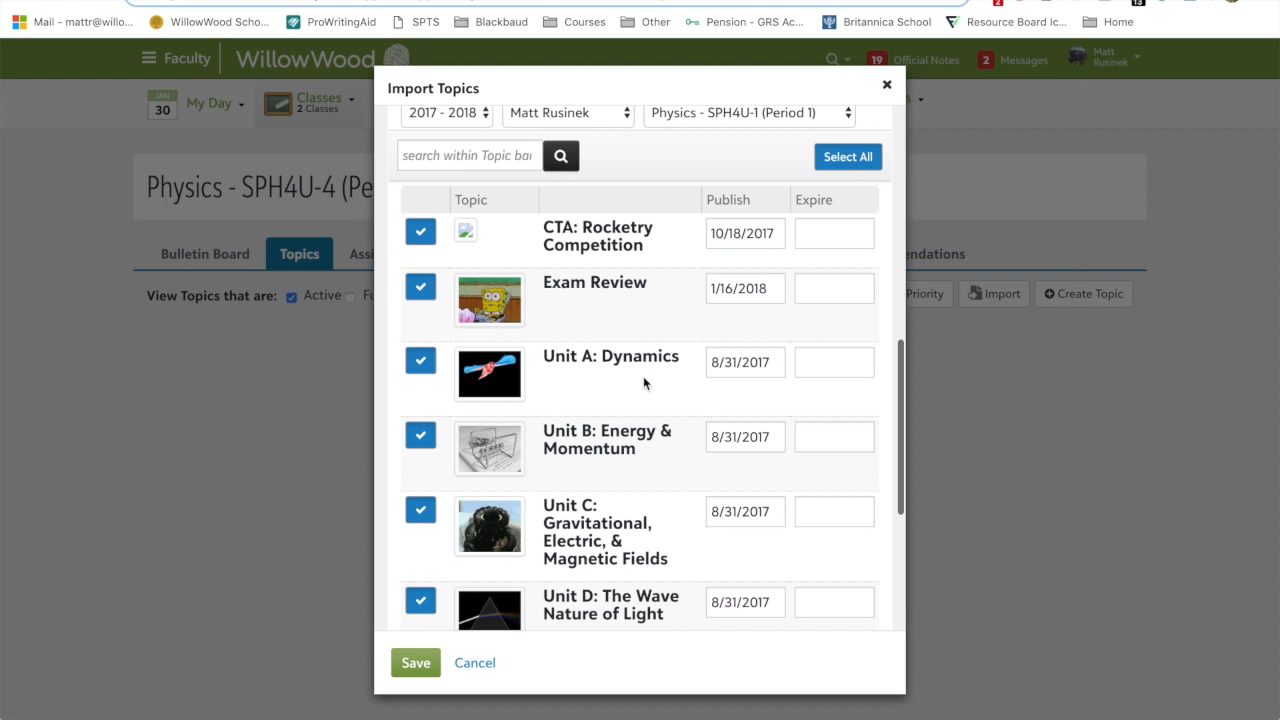 2
13
Mail - mattr@willo...
WillowWood Scho...
ProWritingAid
SPTS
Blackbaud
Courses
Other
Pension - GRS Ac...
Britannica School
Resource Board Ic...
Home
Faculty
WillowWood
19 Official Notes
2 Messages
Matt
Rusinek
JAN
30
My Day
Classes
2 Classes
Import Topics
2017 - 2018
Matt Rusinek
Physics - SPH4U-1 (Period 1)
search within Topic bar
Select All
Physics - SPH4U-4 (Pe
Bulletin Board
Topics
Assi
endations
View Topics that are:
Active
Fu
Priority
Import
Create Topic
Topic
Publish
Expire
CTA: Rocketry
Competition
10/18/2017
Exam Review
1/16/2018
Unit A: Dynamics
8/31/2017
Unit B: Energy &
Momentum
8/31/2017
Unit C:
Gravitational,
Electric, &
Magnetic Fields
8/31/2017
Unit D: The Wave
Nature of Light
8/31/2017
Save
Cancel